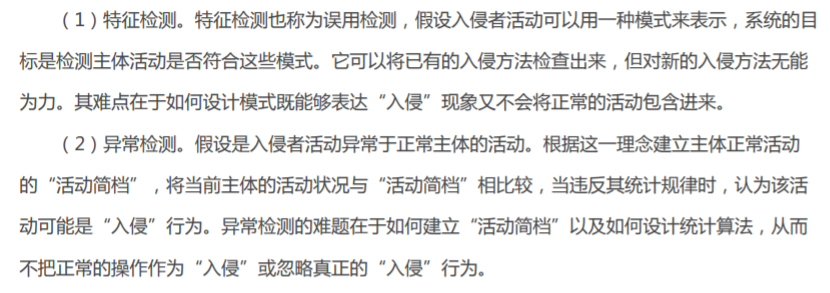 （1）特征检测。特征检测也称为误用检测，假设入侵者活动可以用一种模式来表示，系统的目
标是检测主体活动是否符合这些模式。它可以将已有的入侵方法检查出来，但对新的入侵方法无能
为力。其难点在于如何设计模式既能够表达“入侵”现象又不会将正常的活动包含进来。
（2）异常检测。假设是入侵者活动异常于正常主体的活动。根据这一理念建立主体正常活动
的“活动简档”，将当前主体的活动状况与“活动简档”相比较，当违反其统计规律时，认为该活
动可能是“入侵”行为。异常检测的难题在于如何建立“活动简档”以及如何设计统计算法，从而
不把正常的操作作为“入侵”或忽略真正的“入侵”行为。